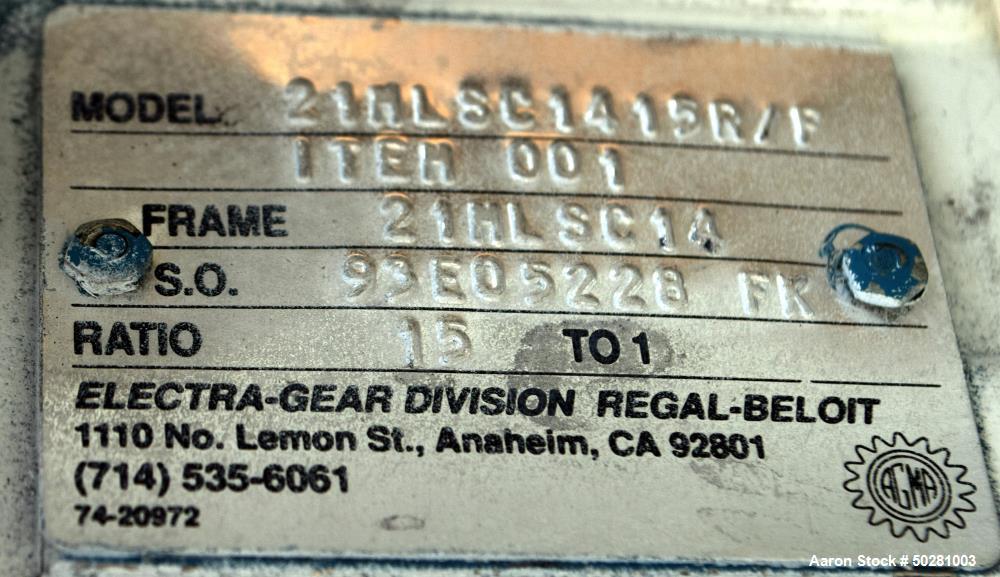 MODEL 21HLSC1415R/F
ITEM 001
FRAME 21HLSC14
S.O. 93E05228 FK
RATIO 15 TO 1
ELECTRA-GEAR DIVISION REGAL-BELOIT
1110 No. Lemon St., Anaheim, CA 92801
(714) 535-6061
74-20972
AGMA
Aaron Stock # 50281003